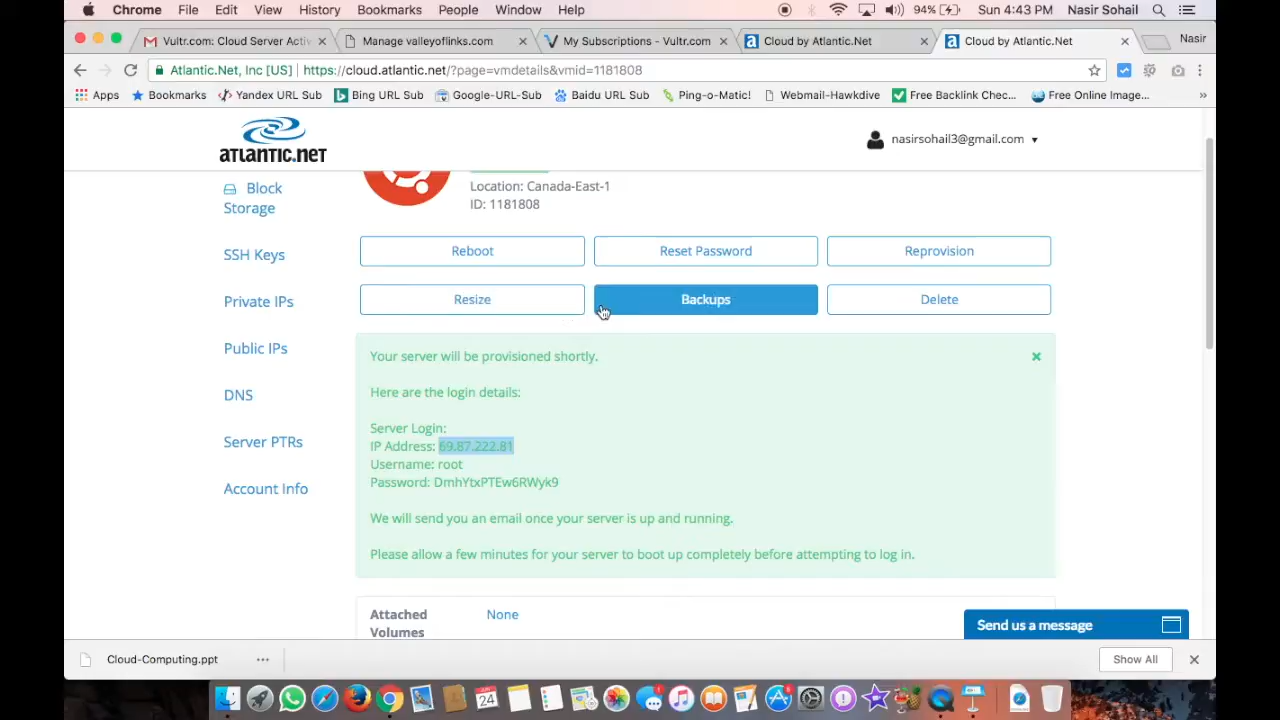 Chrome File Edit View History Bookmarks People Window Help 94% Sun 4:43 PM Nasir Sohail
Vultr.com: Cloud Server Acti Manage valleyoflinks.com My Subscriptions - Vultr.com Cloud by Atlantic.Net Cloud by Atlantic.Net Nasir
Atlantic.Net, Inc [US] https://cloud.atlantic.net/?page=vmdetails&vmid=1181808
Apps Bookmarks Yandex URL Sub Bing URL Sub Google-URL-Sub Baidu URL Sub Ping-o-Matic! Webmail-Hawkdive Free Backlink Chec... Free Online Image... »
ATLANTIC.NET
nasirsohail3@gmail.com
Block
Storage
SSH Keys
Private IPs
Public IPs
DNS
Server PTRs
Account Info
Location: Canada-East-1
ID: 1181808
Reboot Reset Password Reprovision
Resize Backups Delete
Your server will be provisioned shortly.
Here are the login details:
Server Login:
IP Address: 69.87.222.81
Username: root
Password: DmhYtxPTEw6RWyk9
We will send you an email once your server is up and running.
Please allow a few minutes for your server to boot up completely before attempting to log in.
Attached
Volumes
None
Send us a message
Cloud-Computing.ppt
Show All
24